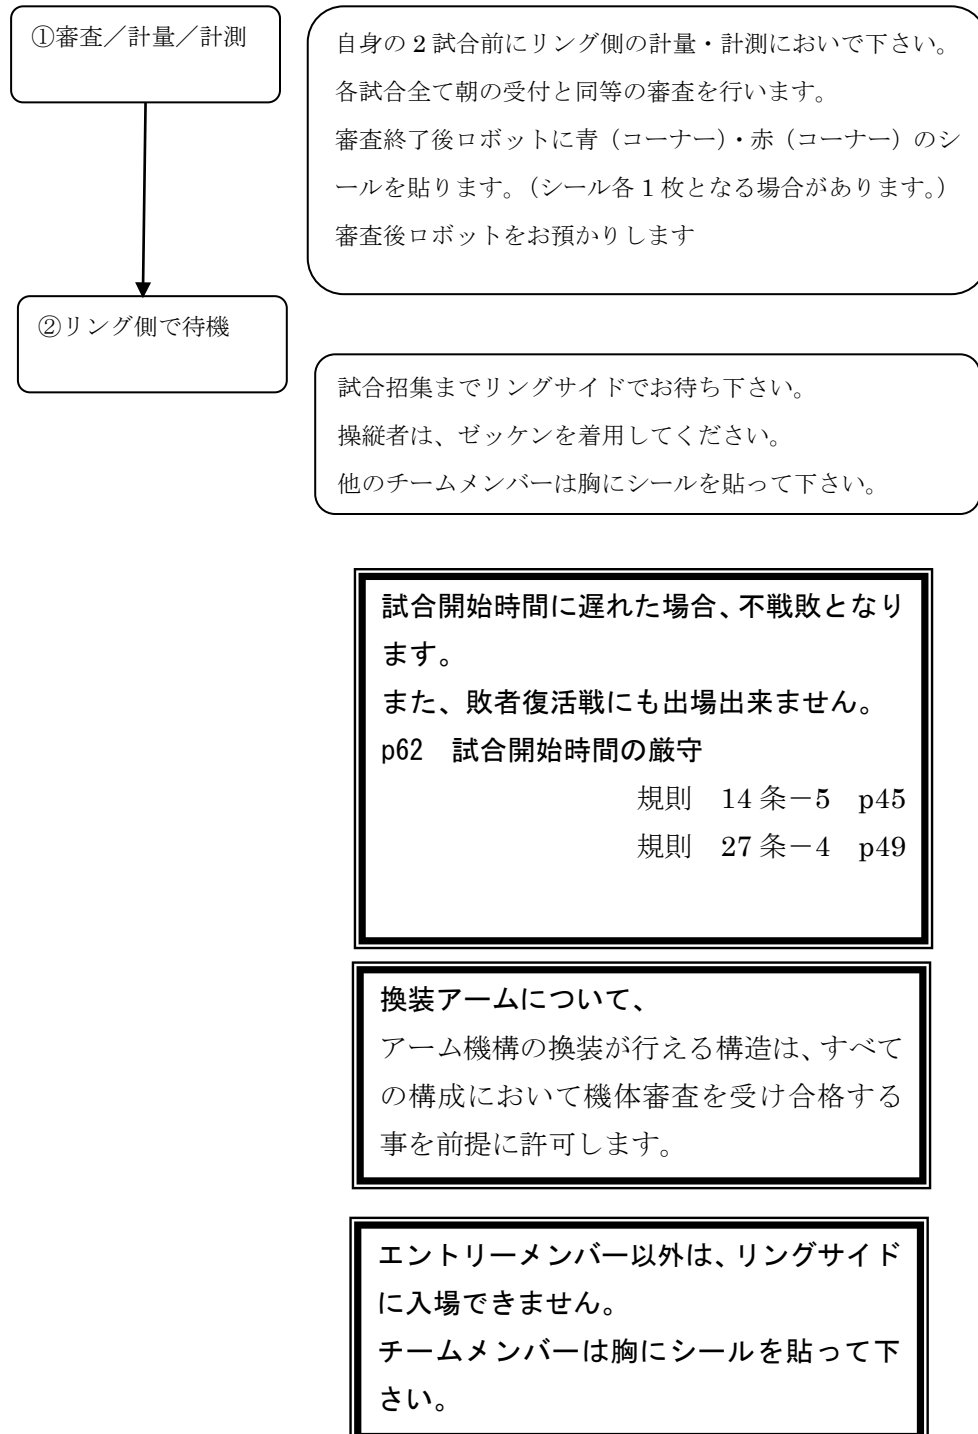 ①審査／計量／計測
自身の 2 試合前にリング側の計量・計測においで下さい。
各試合全て朝の受付と同等の審査を行います。
審査終了後ロボットに青（コーナー）・赤（コーナー）のシ
ールを貼ります。（シール各 1 枚となる場合があります。）
審査後ロボットをお預かりします
②リング側で待機
試合招集までリングサイドでお待ち下さい。
操縦者は、ゼッケンを着用してください。
他のチームメンバーは胸にシールを貼って下さい。
試合開始時間に遅れた場合、不戦敗となり
ます。
また、敗者復活戦にも出場出来ません。
p62　試合開始時間の厳守
規則　14 条－5　p45
規則　27 条－4　p49
換装アームについて、
アーム機構の換装が行える構造は、すべて
の構成において機体審査を受け合格する
事を前提に許可します。
エントリーメンバー以外は、リングサイド
に入場できません。
チームメンバーは胸にシールを貼って下
さい。